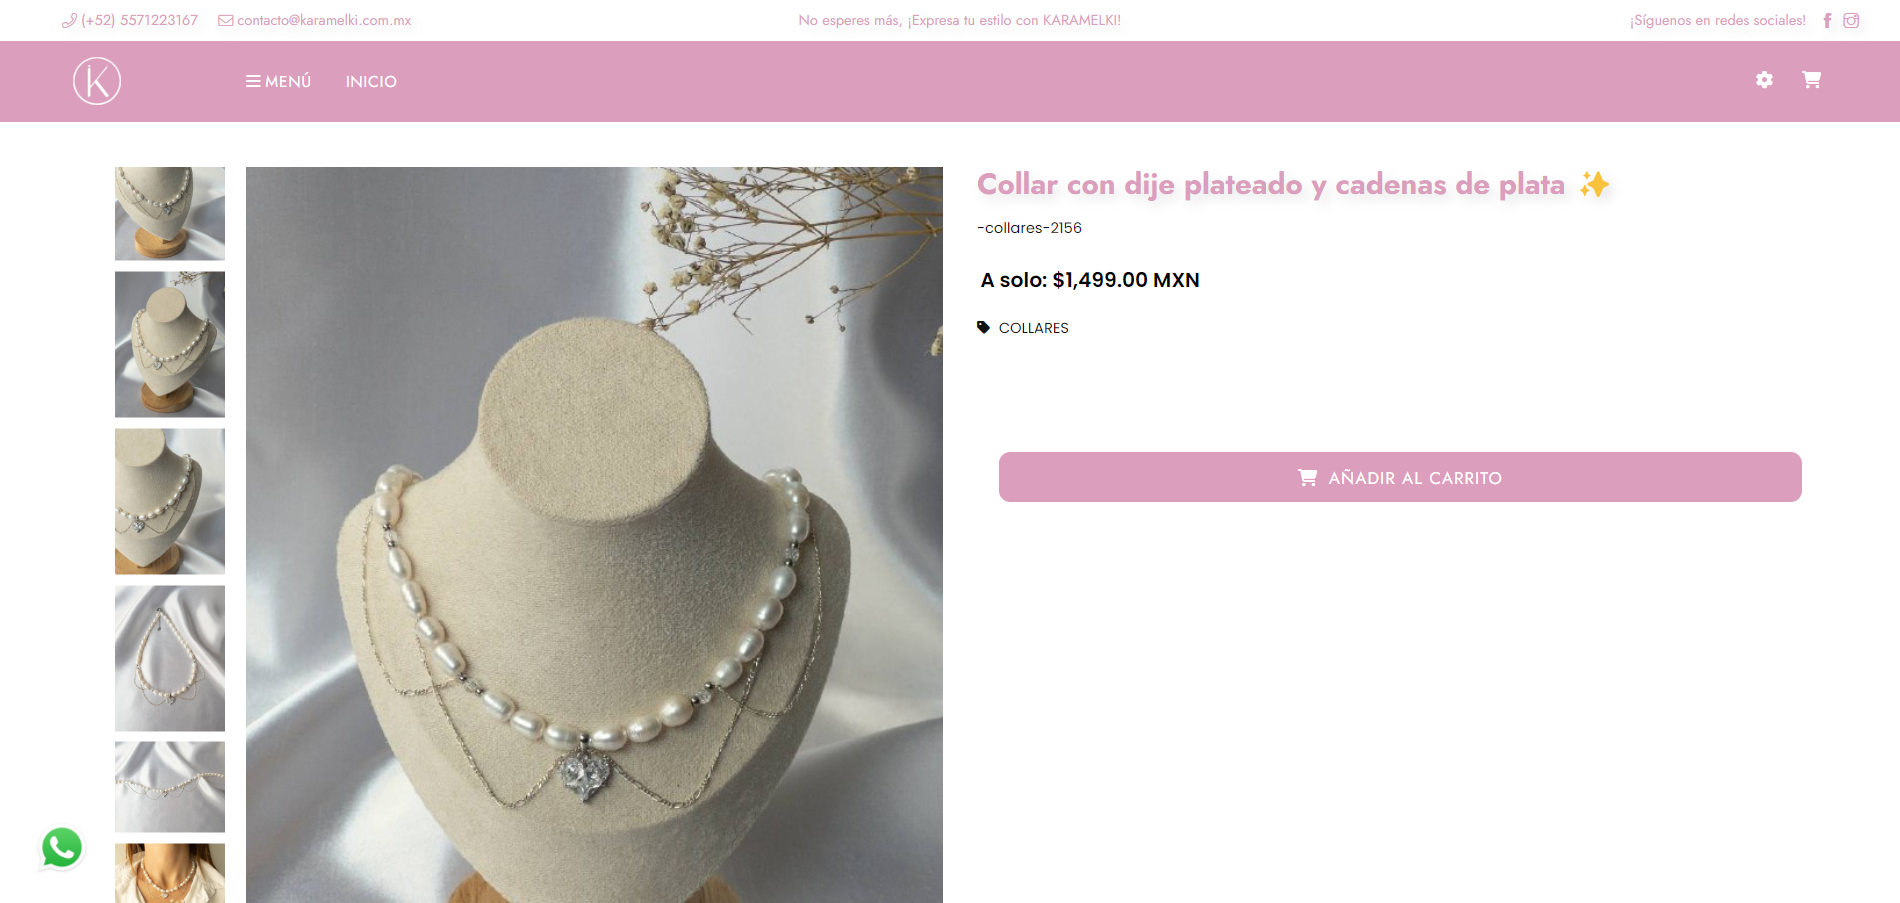 (+52) 5571223167
contacto@karamelki.com.mx
No esperes más, ¡Expresa tu estilo con KARAMELKI!
¡Síguenos en redes sociales!
K
MENÚ
INICIO
Collar con dije plateado y cadenas de plata ✨
-collares-2156
A solo: $1,499.00 MXN
COLLARES
AÑADIR AL CARRITO